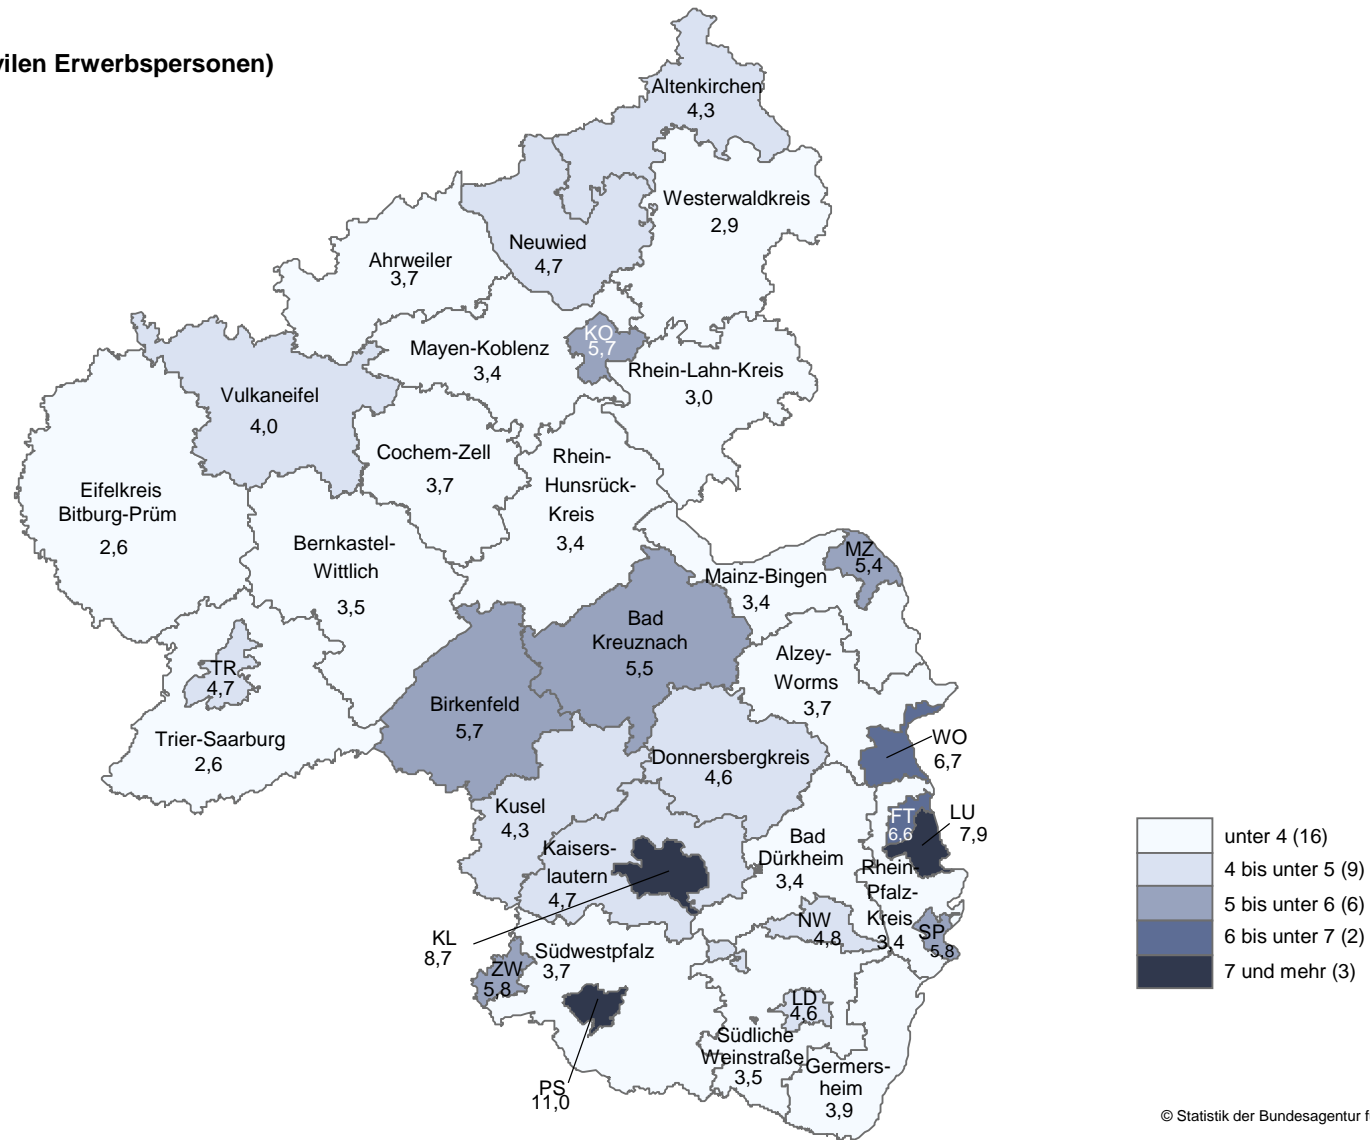 vilen Erwerbspersonen)
Altenkirchen
4,3
Westerwaldkreis
2,9
Neuwied
4,7
Ahrweiler
3,7
KO
5,7
Mayen-Koblenz
3,4
Rhein-Lahn-Kreis
3,0
Vulkaneifel
4,0
Cochem-Zell
3,7
Rhein-
Hunsrück-
Kreis
3,4
Eifelkreis
Bitburg-Prüm
2,6
Bernkastel-
Wittlich
3,5
MZ
5,4
Mainz-Bingen
3,4
Bad
Kreuznach
5,5
Alzey-
Worms
3,7
TR
4,7
Birkenfeld
5,7
Trier-Saarburg
2,6
WO
6,7
Donnersbergkreis
4,6
Kusel
4,3
FT
6,6
LU
7,9
Bad
Dürkheim
3,4
Kaisers-
lautern
4,7
Rhein-
Pfalz-
Kreis
3,4
NW
4,8
SP
5,8
KL
8,7
Südwestpfalz
3,7
ZW
5,8
LD
4,6
Südliche
Weinstraße
3,5
Germers-
heim
3,9
PS
11,0
unter 4 (16)
4 bis unter 5 (9)
5 bis unter 6 (6)
6 bis unter 7 (2)
7 und mehr (3)
© Statistik der Bundesagentur f